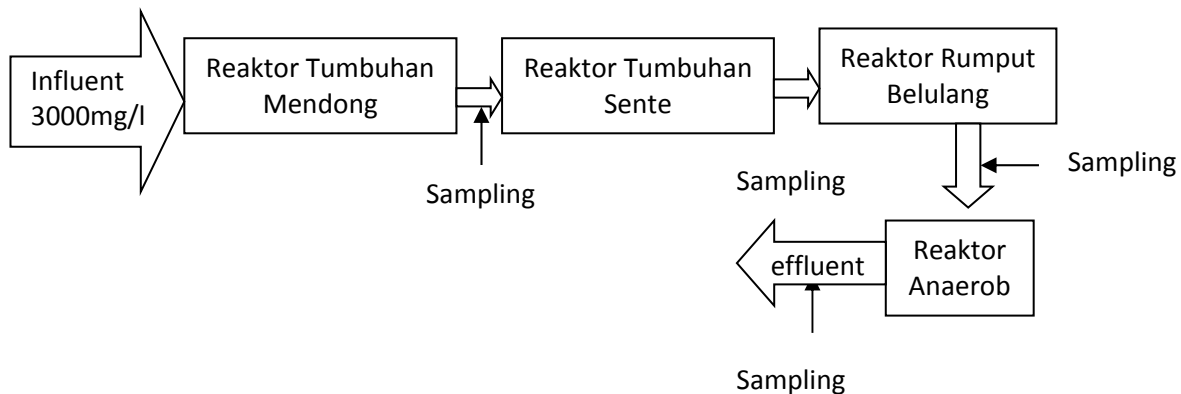 Influent
3000mg/l
Reaktor Tumbuhan
Mendong
Reaktor Tumbuhan
Sente
Reaktor Rumput
Belulang
Sampling
Sampling
Sampling
effluent
Reaktor
Anaerob
Sampling